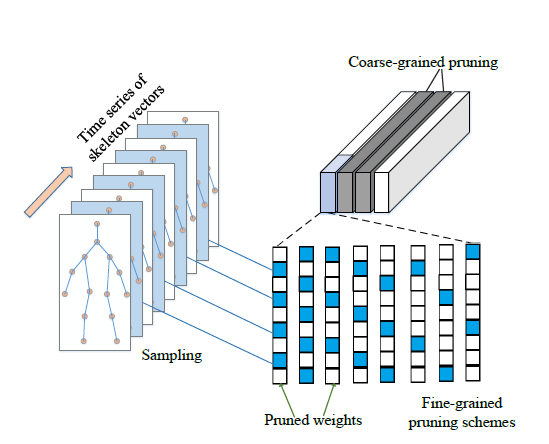 Coarse-grained pruning
Time series of
skeleton vectors
Sampling
Pruned weights
Fine-grained
pruning schemes